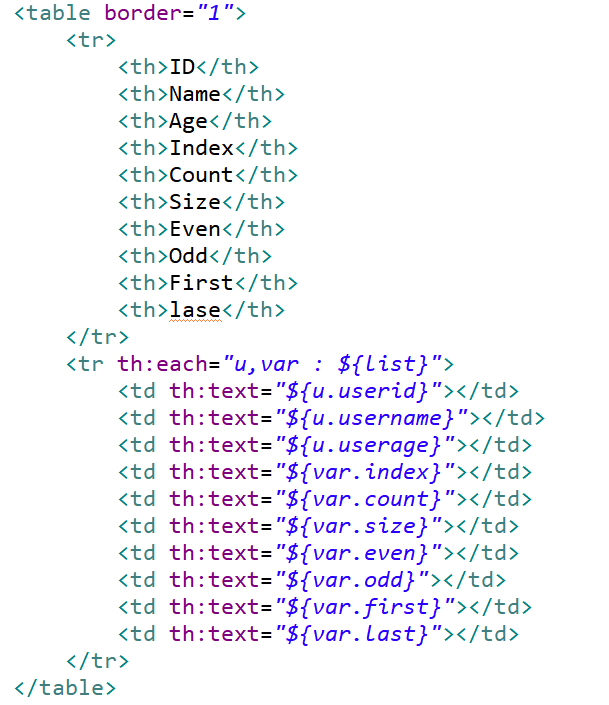 <table border="1">
    <tr>
        <th>ID</th>
        <th>Name</th>
        <th>Age</th>
        <th>Index</th>
        <th>Count</th>
        <th>Size</th>
        <th>Even</th>
        <th>Odd</th>
        <th>First</th>
        <th>lase</th>
    </tr>
    <tr th:each="u,var : ${list}">
        <td th:text="${u.userid}"></td>
        <td th:text="${u.username}"></td>
        <td th:text="${u.userage}"></td>
        <td th:text="${var.index}"></td>
        <td th:text="${var.count}"></td>
        <td th:text="${var.size}"></td>
        <td th:text="${var.even}"></td>
        <td th:text="${var.odd}"></td>
        <td th:text="${var.first}"></td>
        <td th:text="${var.last}"></td>
    </tr>
</table>